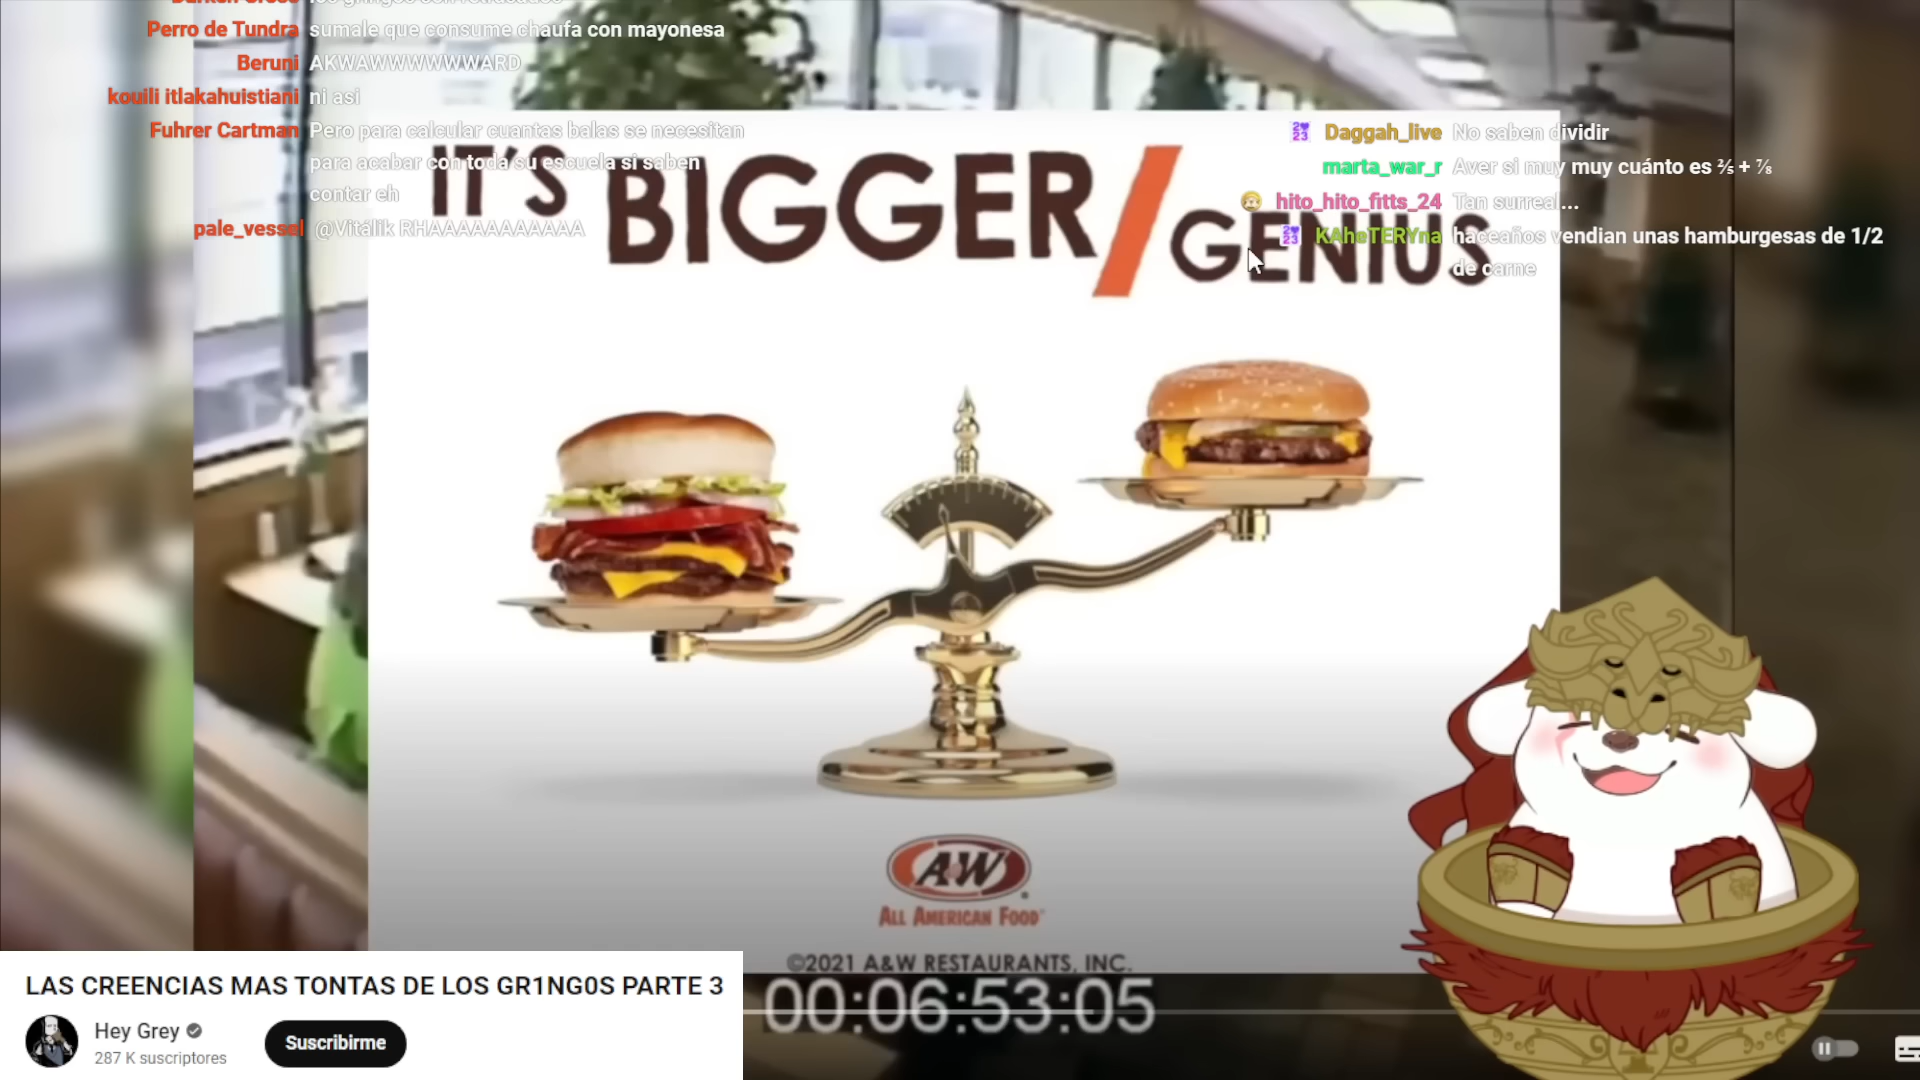 Perro de Tundra sumale que consume chaufa con mayonesa
Beruni AKWAWWWWWWARD
kouili itlakahuistiani ni asi
Fuhrer Cartman Pero para calcular cuantas balas se necesitan
para acabar con toda su escuela si saben
contar eh
pale_vessel @Vitálik RHAAAAAAAAAAA
Daggah_live No saben dividir
marta_war_r Aver si muy muy cuánto es ⅖ + ⅞
hito_hito_fitts_24 Tan surreal...
KAheTERYna haceaños vendian unas hamburgesas de 1/2
de carne
IT'S BIGGER/GENIUS
A&W
ALL AMERICAN FOOD
©2021 A&W RESTAURANTS, INC.
00:06:53:05
LAS CREENCIAS MAS TONTAS DE LOS GR1NG0S PARTE 3
Hey Grey
287 K suscriptores
Suscribirme